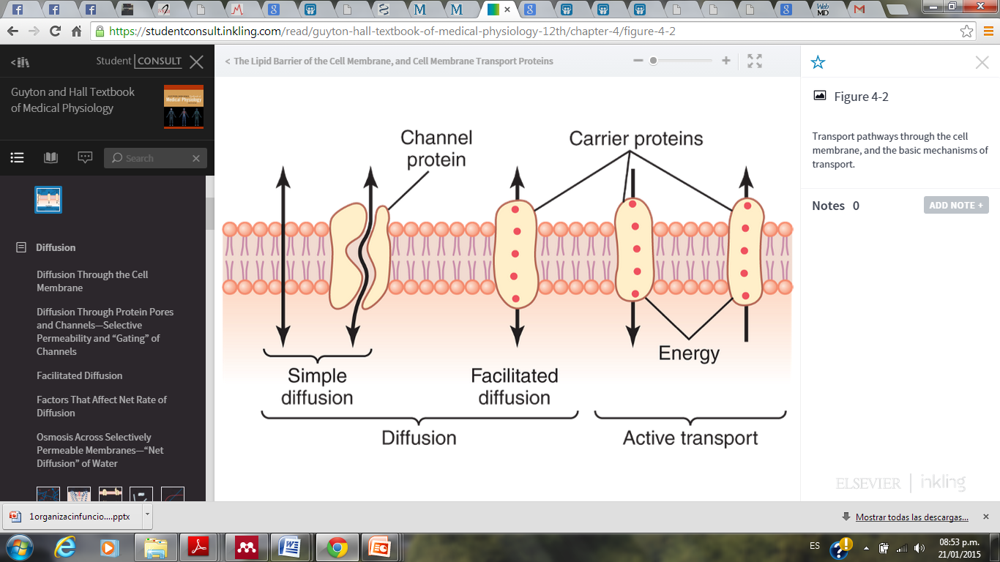 https://studentconsult.inkling.com/read/guyton-hall-textbook-of-medical-physiology-12th/chapter-4/figure-4-2
Student CONSULT
Guyton and Hall Textbook
of Medical Physiology
Search
Diffusion
Diffusion Through the Cell
Membrane
Diffusion Through Protein Pores
and Channels—Selective
Permeability and “Gating” of
Channels
Facilitated Diffusion
Factors That Affect Net Rate of
Diffusion
Osmosis Across Selectively
Permeable Membranes—“Net
Diffusion” of Water
< The Lipid Barrier of the Cell Membrane, and Cell Membrane Transport Proteins
Channel
protein
Carrier proteins
Energy
Simple
diffusion
Facilitated
diffusion
Diffusion
Active transport
Figure 4-2
Transport pathways through the cell
membrane, and the basic mechanisms of
transport.
Notes 0
ADD NOTE +
ELSEVIER | inkling
1organizacinfuncio....pptx
Mostrar todas las descargas...
ES
08:53 p.m.
21/01/2015